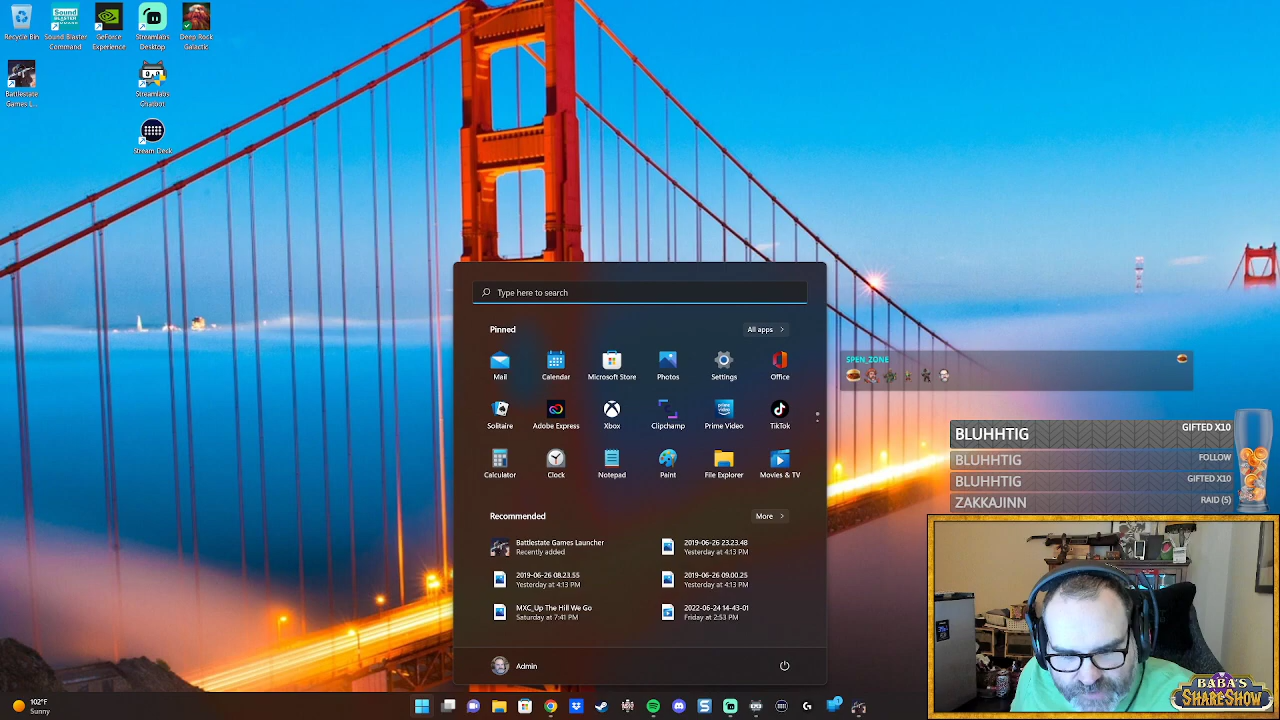 Recycle Bin
Sound Blaster
Command
GeForce
Experience
Streamlabs
Desktop
Deep Rock
Galactic
Battlestate
Games L...
Streamlabs
Chatbot
Stream Deck
Type here to search
Pinned
All apps
Mail
Calendar
Microsoft Store
Photos
Settings
Office
Solitaire
Adobe Express
Xbox
Clipchamp
Prime Video
TikTok
Calculator
Clock
Notepad
Paint
File Explorer
Movies & TV
Recommended
More
Battlestate Games Launcher
Recently added
2019-06-26 23.23.48
Yesterday at 4:13 PM
2019-06-26 08.23.55
Yesterday at 4:13 PM
2019-06-26 09.00.25
Yesterday at 4:13 PM
MXC_Up The Hill We Go
Saturday at 7:41 PM
2022-06-24 14-43-01
Friday at 2:53 PM
Admin
SPEN_ZONE
BLUHHTIG GIFTED X10
BLUHHTIG FOLLOW
BLUHHTIG GIFTED X10
ZAKKAJINN RAID (5)
BABA'S
SHARESHOW
102°F
Sunny